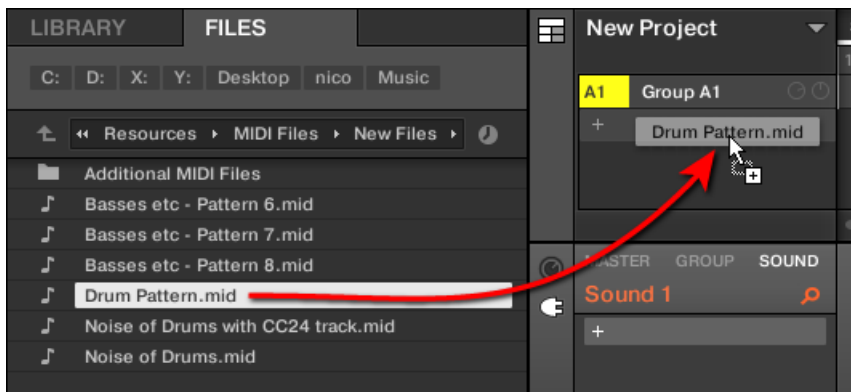 LIBRARY FILES
C: D: X: Y: Desktop nico Music
Resources MIDI Files New Files
Additional MIDI Files
Basses etc - Pattern 6.mid
Basses etc - Pattern 7.mid
Basses etc - Pattern 8.mid
Drum Pattern.mid
Noise of Drums with CC24 track.mid
Noise of Drums.mid
New Project
A1 Group A1
+ Drum Pattern.mid
MASTER GROUP SOUND
Sound 1
+